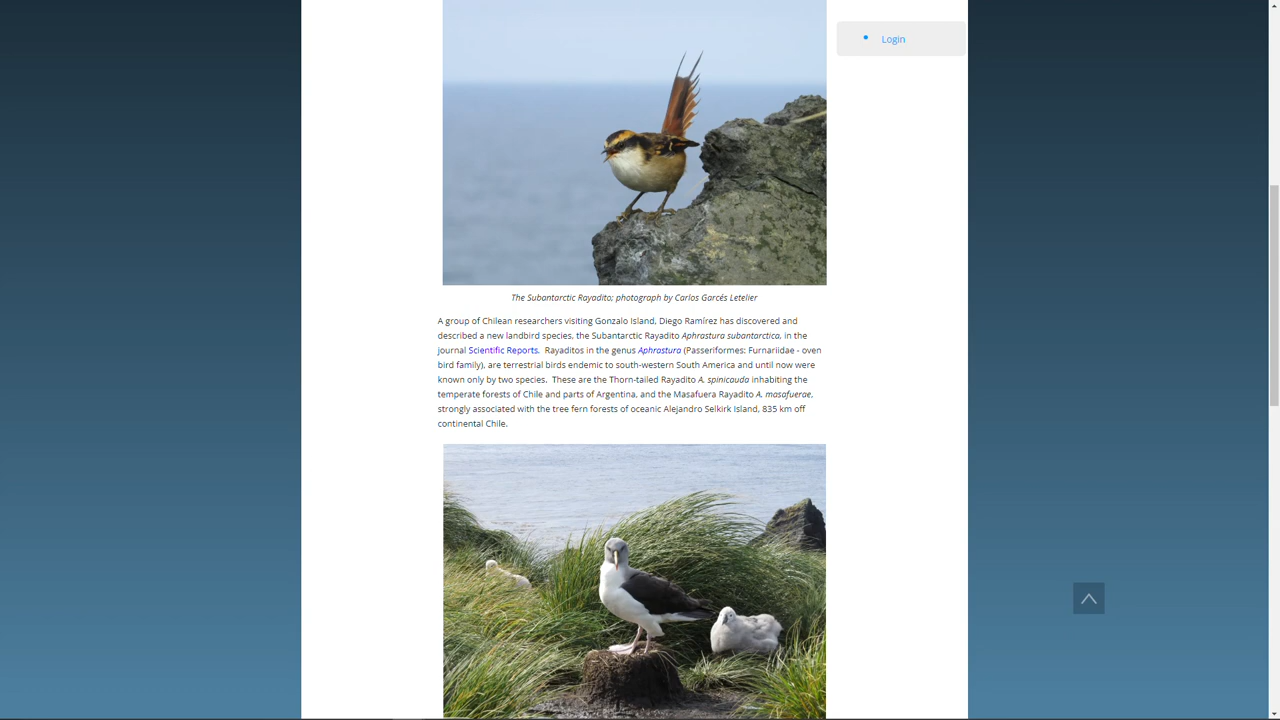 Login
The Subantarctic Rayadito; photograph by Carlos Garcés Letelier
A group of Chilean researchers visiting Gonzalo Island, Diego Ramírez has discovered and
described a new landbird species, the Subantarctic Rayadito Aphrastura subantarctica, in the
journal Scientific Reports.  Rayaditos in the genus Aphrastura (Passeriformes: Furnariidae - oven
bird family), are terrestrial birds endemic to south-western South America and until now were
known only by two species.  These are the Thorn-tailed Rayadito A. spinicauda inhabiting the
temperate forests of Chile and parts of Argentina, and the Masafuera Rayadito A. masafuerae,
strongly associated with the tree fern forests of oceanic Alejandro Selkirk Island, 835 km off
continental Chile.